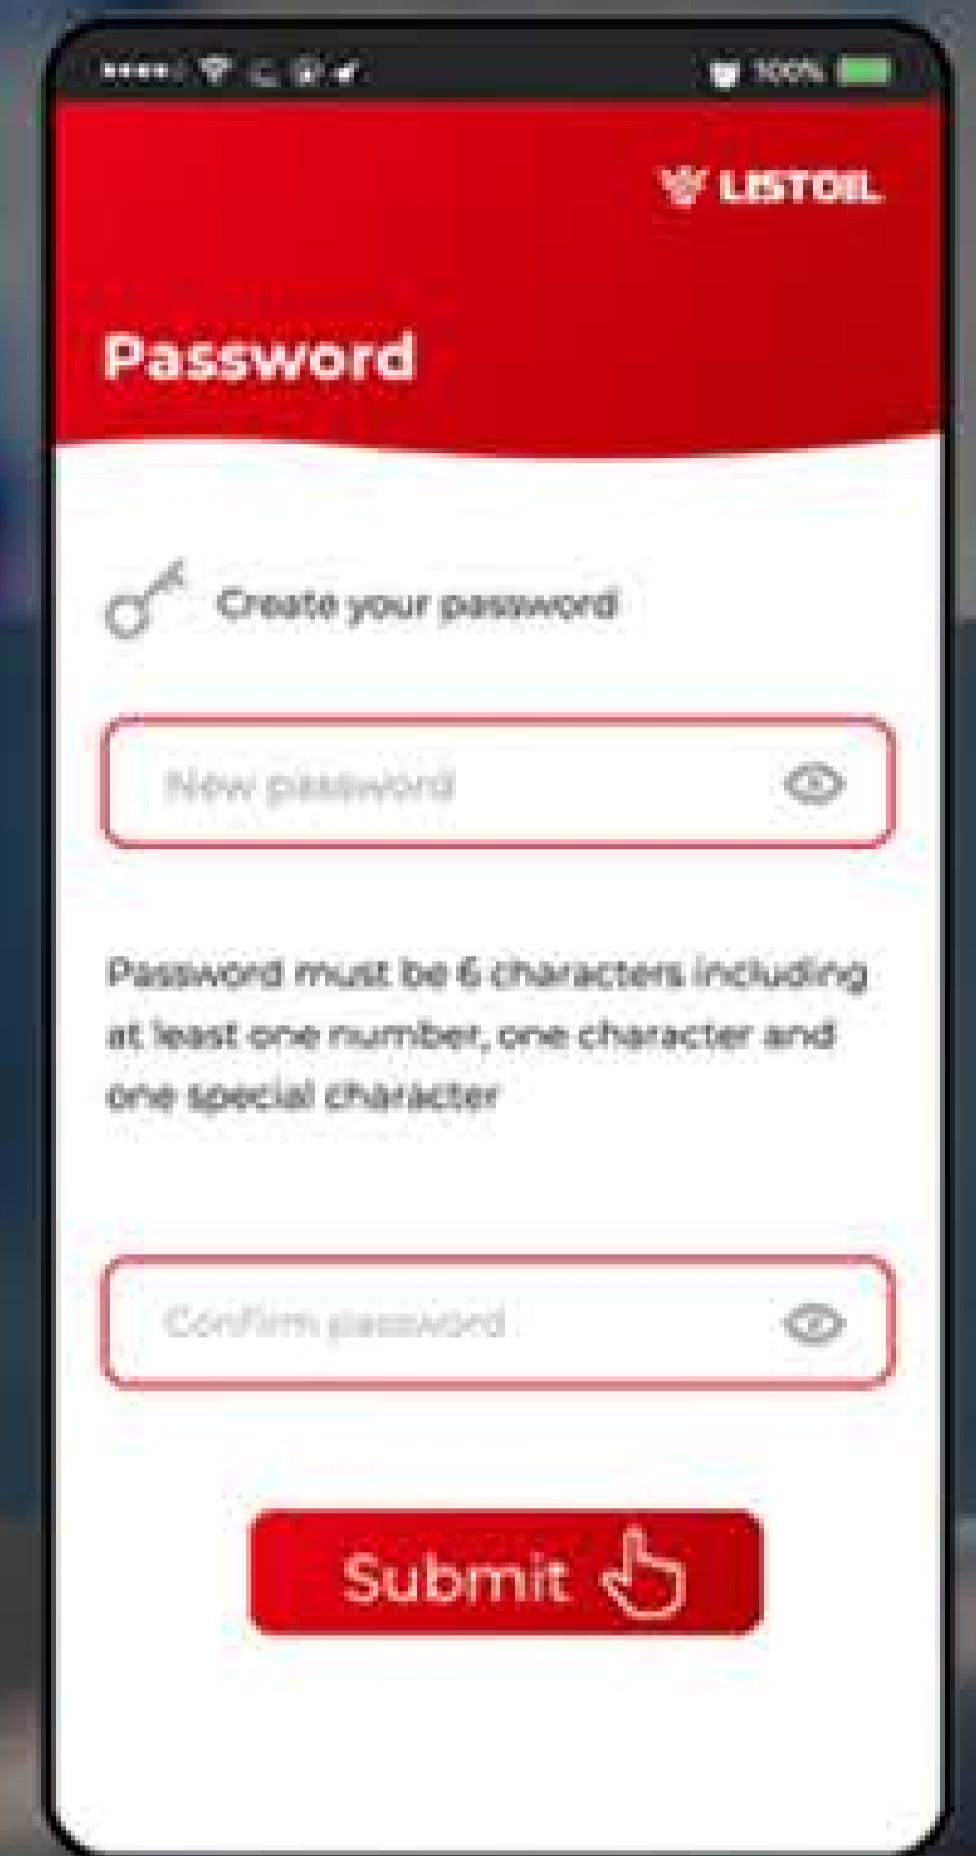 100%
LISTOIL
Password
Create your password
New password
Password must be 6 characters including
at least one number, one character and
one special character
Confirm password
Submit